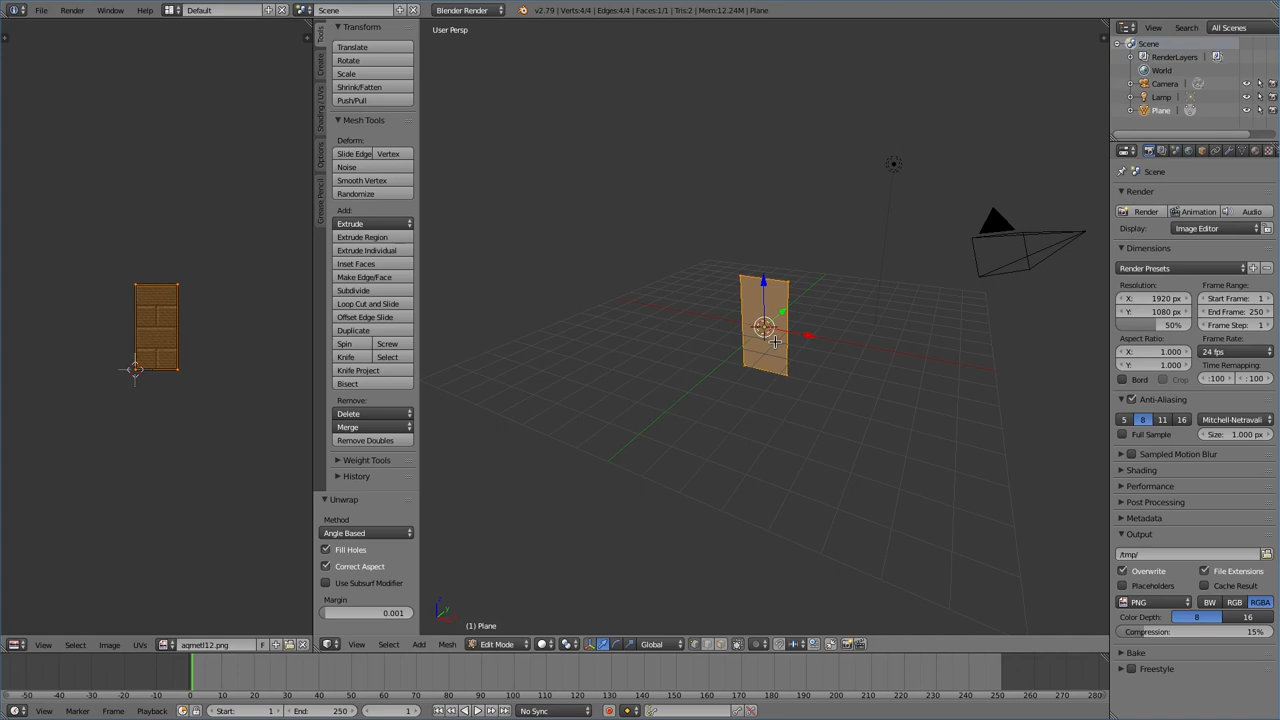 File Render Window Help Default Scene Blender Render v2.79 | Verts:4/4 | Edges:4/4 | Faces:1/1 | Tris:2 | Mem:12.24M | Plane
View Search All Scenes
User Persp
Tools
Create
Shading / UVs
Options
Grease Pencil
Transform
Translate
Rotate
Scale
Shrink/Fatten
Push/Pull
Mesh Tools
Deform:
Slide Edge Vertex
Noise
Smooth Vertex
Randomize
Add:
Extrude
Extrude Region
Extrude Individual
Inset Faces
Make Edge/Face
Subdivide
Loop Cut and Slide
Offset Edge Slide
Duplicate
Spin Screw
Knife Select
Knife Project
Bisect
Remove:
Delete
Merge
Remove Doubles
Weight Tools
History
Unwrap
Method
Angle Based
Fill Holes
Correct Aspect
Use Subsurf Modifier
Margin
0.001
(1) Plane
Scene
RenderLayers
World
Camera
Lamp
Plane
Scene
Render
Render Animation Audio
Display: Image Editor
Dimensions
Render Presets
Resolution: Frame Range:
X: 1920 px Start Frame: 1
Y: 1080 px End Frame: 250
50% Frame Step: 1
Aspect Ratio: Frame Rate:
X: 1.000 24 fps
Y: 1.000 Time Remapping:
Bord Crop :100 : 100
Anti-Aliasing
5 8 11 16 Mitchell-Netravali
Full Sample Size: 1.000 px
Sampled Motion Blur
Shading
Performance
Post Processing
Metadata
Output
/tmp/
Overwrite File Extensions
Placeholders Cache Result
PNG BW RGB RGBA
Color Depth: 8 16
Compression: 15%
Bake
Freestyle
View Select Image UVs aqmetl12.png F
View Select Add Mesh Edit Mode Global
-50 -40 -30 -20 -10 0 10 20 30 40 50 60 70 80 90 100 110 120 130 140 150 160 170 180 190 200 210 220 230 240 250 260 270 280
View Marker Frame Playback Start: 1 End: 250 1 No Sync